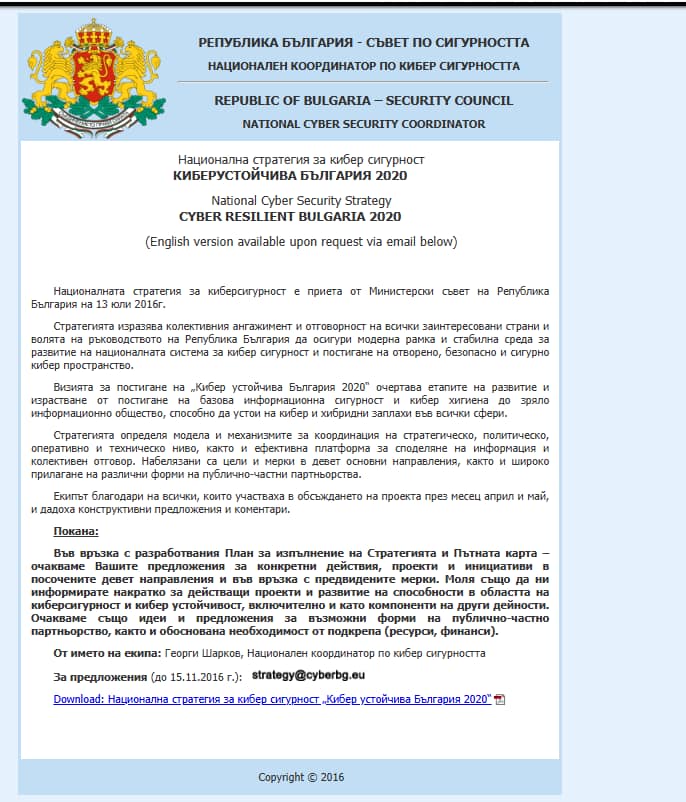 РЕПУБЛИКА БЪЛГАРИЯ - СЪВЕТ ПО СИГУРНОСТТА
НАЦИОНАЛЕН КООРДИНАТОР ПО КИБЕР СИГУРНОСТТА
REPUBLIC OF BULGARIA – SECURITY COUNCIL
NATIONAL CYBER SECURITY COORDINATOR
Национална стратегия за кибер сигурност
КИБЕРУСТОЙЧИВА БЪЛГАРИЯ 2020
National Cyber Security Strategy
CYBER RESILIENT BULGARIA 2020
(English version available upon request via email below)
Националната стратегия за киберсигурност е приета от Министерски съвет на Република
България на 13 юли 2016г.
Стратегията изразява колективния ангажимент и отговорност на всички заинтересовани страни и
волята на ръководството на Република България да осигури модерна рамка и стабилна среда за
развитие на националната система за кибер сигурност и постигане на отворено, безопасно и сигурно
кибер пространство.
Визията за постигане на „Кибер устойчива България 2020“ очертава етапите на развитие и
израстване от постигане на базова информационна сигурност и кибер хигиена до зряло
информационно общество, способно да устои на кибер и хибридни заплахи във всички сфери.
Стратегията определя модела и механизмите за координация на стратегическо, политическо,
оперативно и техническо ниво, както и ефективна платформа за споделяне на информация и
колективен отговор. Набелязани са цели и мерки в девет основни направления, както и широко
прилагане на различни форми на публично-частни партньорства.
Екипът благодари на всички, които участваха в обсъждането на проекта през месец април и май,
и дадоха конструктивни предложения и коментари.
Покана:
Във връзка с разработвания План за изпълнение на Стратегията и Пътната карта –
очакваме Вашите предложения за конкретни действия, проекти и инициативи в
посочените девет направления и във връзка с предвидените мерки. Моля също да ни
информирате накратко за действащи проекти и развитие на способности в областта на
киберсигурност и кибер устойчивост, включително и като компоненти на други дейности.
Очакваме също идеи и предложения за възможни форми на публично-частно
партньорство, както и обоснована необходимост от подкрепа (ресурси, финанси).
От името на екипа: Георги Шарков, Национален координатор по кибер сигурността
За предложения (до 15.11.2016 г.): strategy@cyberbg.eu
Download: Национална стратегия за кибер сигурност „Кибер устойчива България 2020“
Copyright © 2016